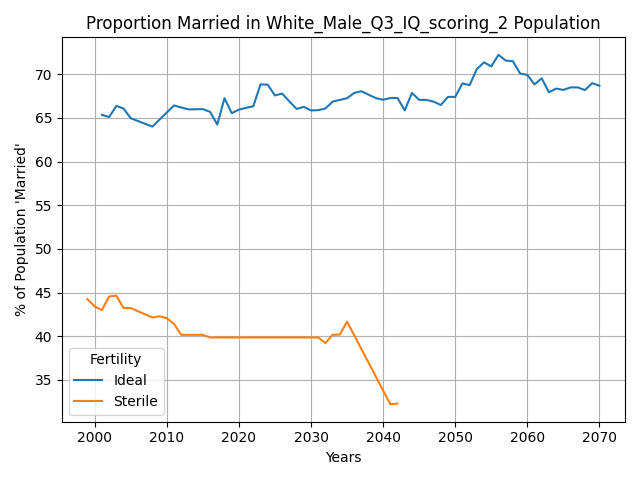 Proportion Married in White_Male_Q3_IQ_scoring_2 Population
% of Population 'Married'
70
65
60
55
50
45
40
35
Fertility
Ideal
Sterile
2000 2010 2020 2030 2040 2050 2060 2070
Years